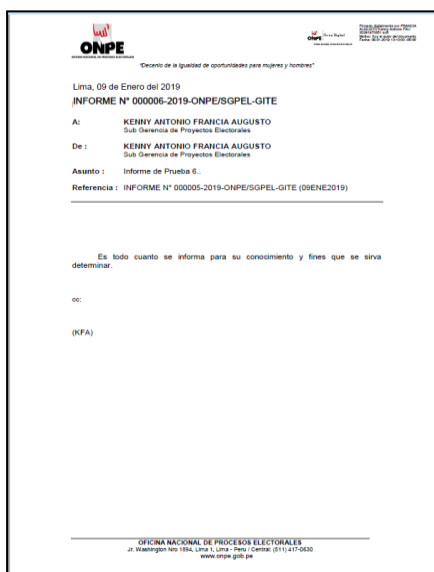 ONPE
ONPE
Firma Digital
"Decenio de la Igualdad de oportunidades para mujeres y hombres"
Lima, 09 de Enero del 2019
INFORME N° 000006-2019-ONPE/SGPEL-GITE
A: KENNY ANTONIO FRANCIA AUGUSTO
Sub Gerencia de Proyectos Electorales
De : KENNY ANTONIO FRANCIA AUGUSTO
Sub Gerencia de Proyectos Electorales
Asunto : Informe de Prueba 6..
Referencia : INFORME N° 000005-2019-ONPE/SGPEL-GITE (09ENE2019)
Es todo cuanto se informa para su conocimiento y fines que se sirva
determinar.
cc:
(KFA)
OFICINA NACIONAL DE PROCESOS ELECTORALES
Jr. Washington Nro 1894, Lima 1, Lima - Peru / Central: (511) 417-0630
www.onpe.gob.pe